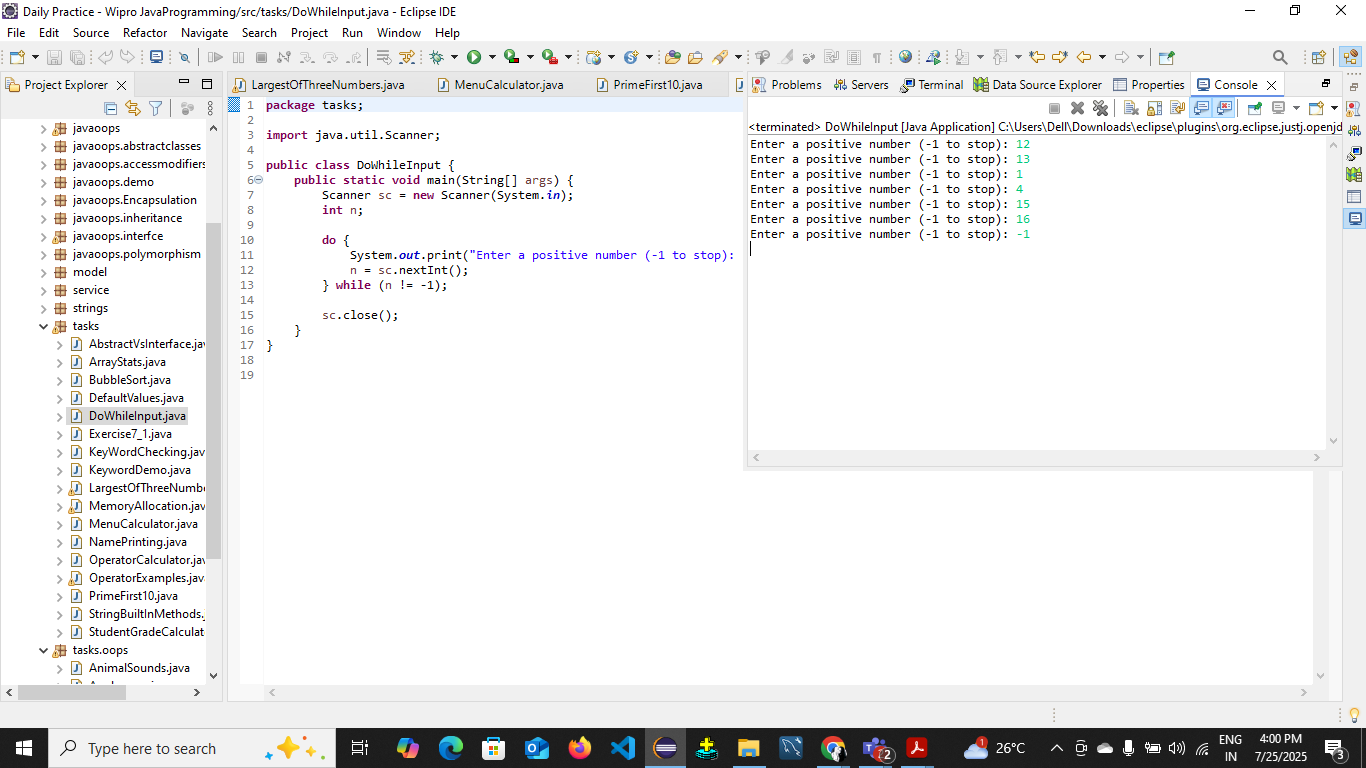 Daily Practice - Wipro JavaProgramming/src/tasks/DoWhileInput.java - Eclipse IDE
File Edit Source Refactor Navigate Search Project Run Window Help
Project Explorer
javaoops
javaoops.abstractclasses
javaoops.accessmodifiers
javaoops.demo
javaoops.Encapsulation
javaoops.inheritance
javaoops.interfce
javaoops.polymorphism
model
service
strings
tasks
AbstractVsInterface.jav
ArrayStats.java
BubbleSort.java
DefaultValues.java
DoWhileInput.java
Exercise7_1.java
KeyWordChecking.java
KeywordDemo.java
LargestOfThreeNumbe
MemoryAllocation.jav
MenuCalculator.java
NamePrinting.java
OperatorCalculator.jav
OperatorExamples.java
PrimeFirst10.java
StringBuiltInMethods.
StudentGradeCalculat
tasks.oops
AnimalSounds.java
LargestOfThreeNumbers.java MenuCalculator.java PrimeFirst10.java
1 package tasks;
2
3 import java.util.Scanner;
4
5 public class DoWhileInput {
6 public static void main(String[] args) {
7 Scanner sc = new Scanner(System.in);
8 int n;
9
10 do {
11 System.out.print("Enter a positive number (-1 to stop):
12 n = sc.nextInt();
13 } while (n != -1);
14
15 sc.close();
16 }
17 }
18
19
Problems Servers Terminal Data Source Explorer Properties Console
<terminated> DoWhileInput [Java Application] C:\Users\Dell\Downloads\eclipse\plugins\org.eclipse.justj.openjd
Enter a positive number (-1 to stop): 12
Enter a positive number (-1 to stop): 13
Enter a positive number (-1 to stop): 1
Enter a positive number (-1 to stop): 4
Enter a positive number (-1 to stop): 15
Enter a positive number (-1 to stop): 16
Enter a positive number (-1 to stop): -1
Type here to search
1
2
26°C
ENG
IN
4:00 PM
7/25/2025
3